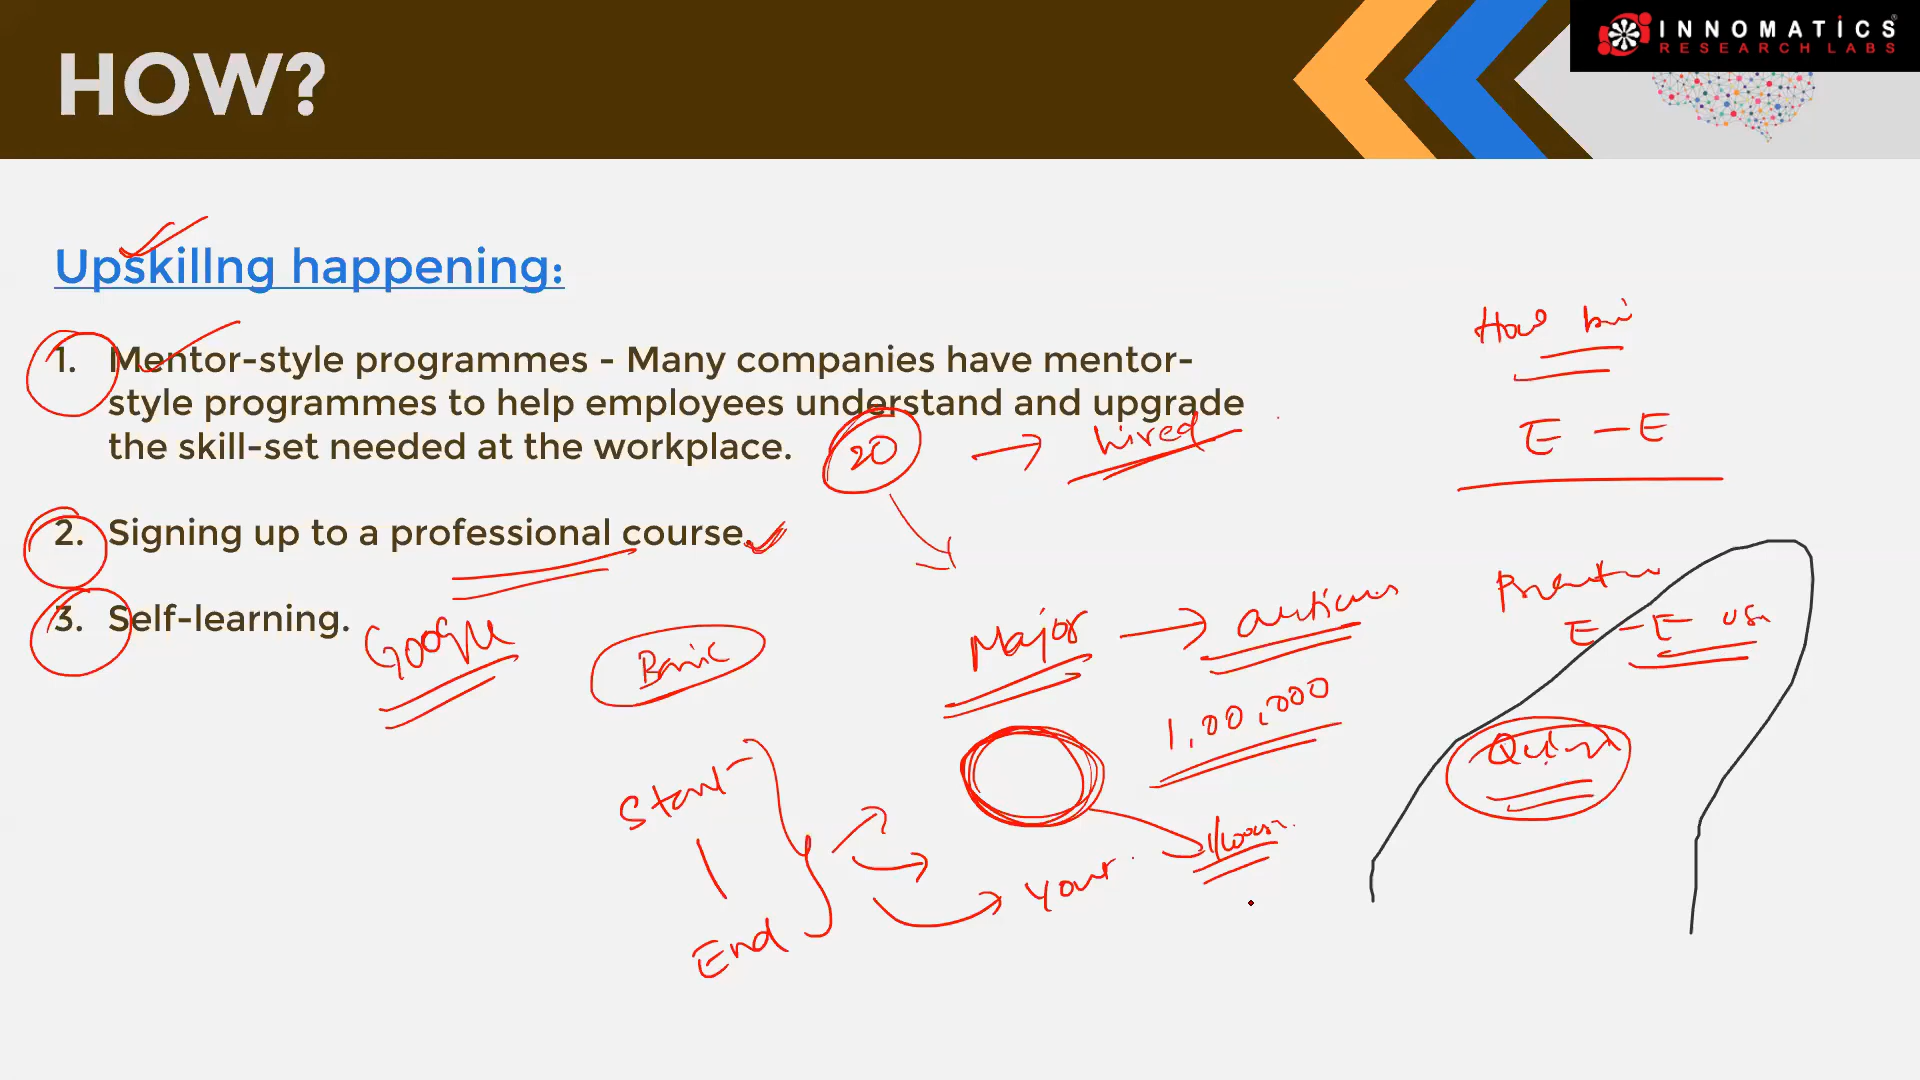 INNOMATICS
RESEARCH LABS
HOW?
Upskillng happening:
1. Mentor-style programmes - Many companies have mentor-
style programmes to help employees understand and upgrade
the skill-set needed at the workplace.
20 → hired
E - E
2. Signing up to a professional course.
3. Self-learning.
Google
Basic
Major →
E - E
1,00,000
Start
End
Your